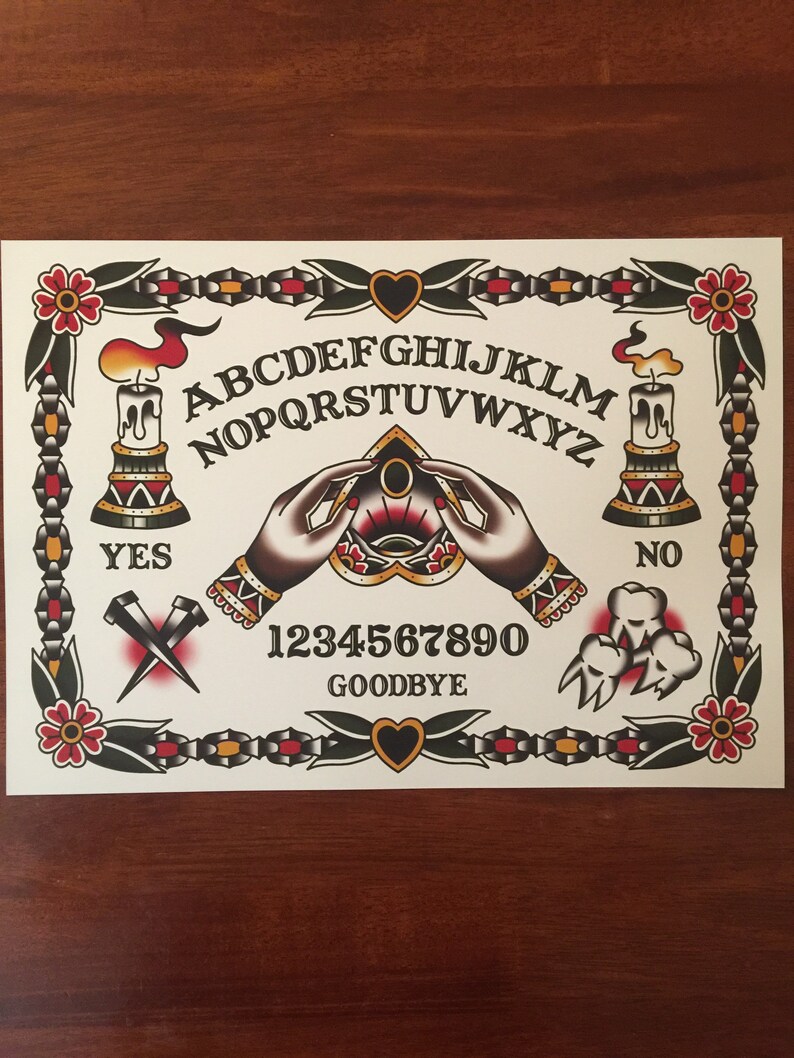 ABCDEFGHIJKLM
NOPQRSTUVWXYZ
YES
NO
1234567890
GOODBYE